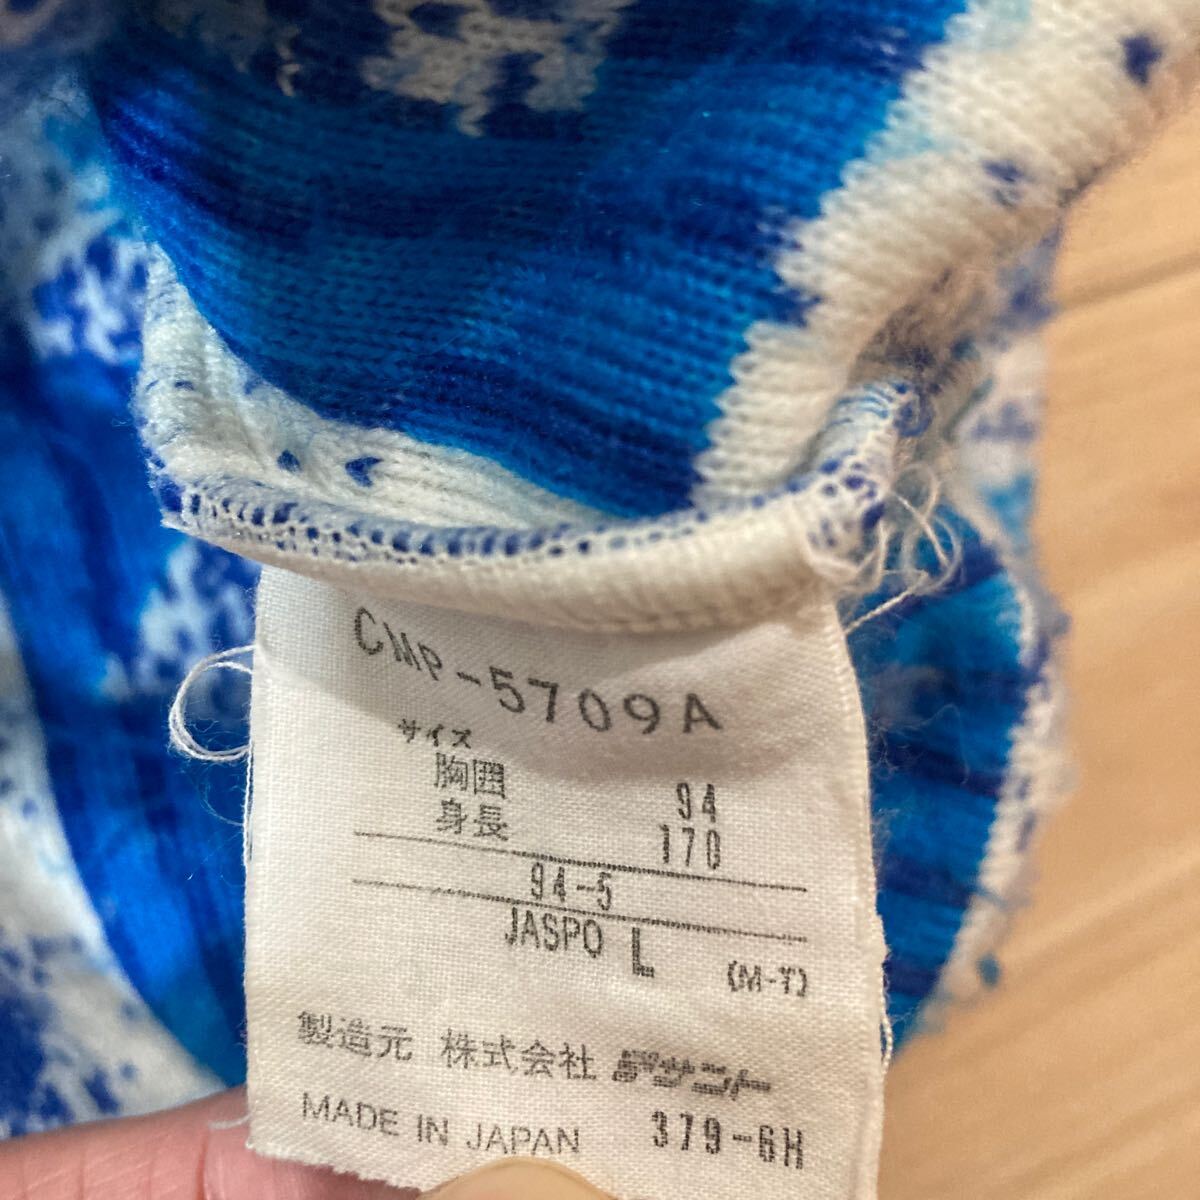 CMP-5709A
サイズ
胸囲 94
身長 170
94-5
JASPO L (M-Y)
製造元 株式会社 デサント
MADE IN JAPAN 379-6H